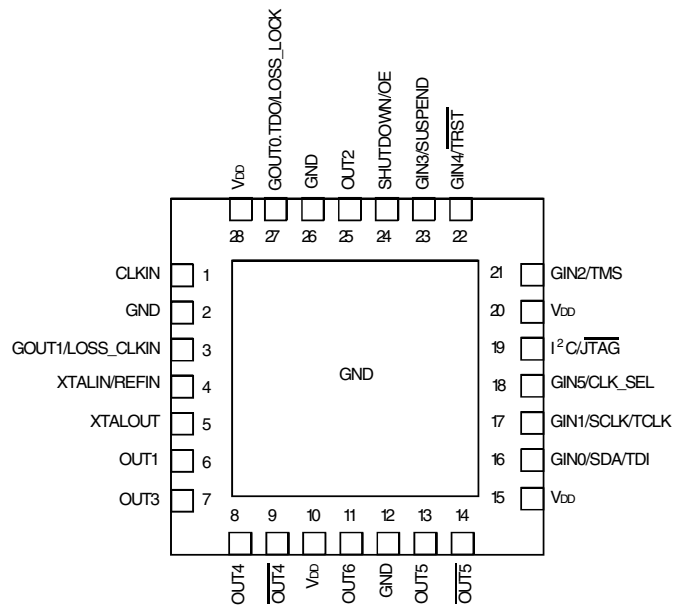 VDD
GOUT0.TDO/LOSS_LOCK
GND
OUT2
SHUTDOWN/OE
GIN3/SUSPEND
GIN4/TRST
28 27 26 25 24 23 22
CLKIN 1
GND 2
GOUT1/LOSS_CLKIN 3
XTALIN/REFIN 4
XTALOUT 5
OUT1 6
OUT3 7
GND
21 GIN2/TMS
20 VDD
19 I²C/JTAG
18 GIN5/CLK_SEL
17 GIN1/SCLK/TCLK
16 GIN0/SDA/TDI
15 VDD
8 9 10 11 12 13 14
OUT4
OUT4
VDD
OUT6
GND
OUT5
OUT5